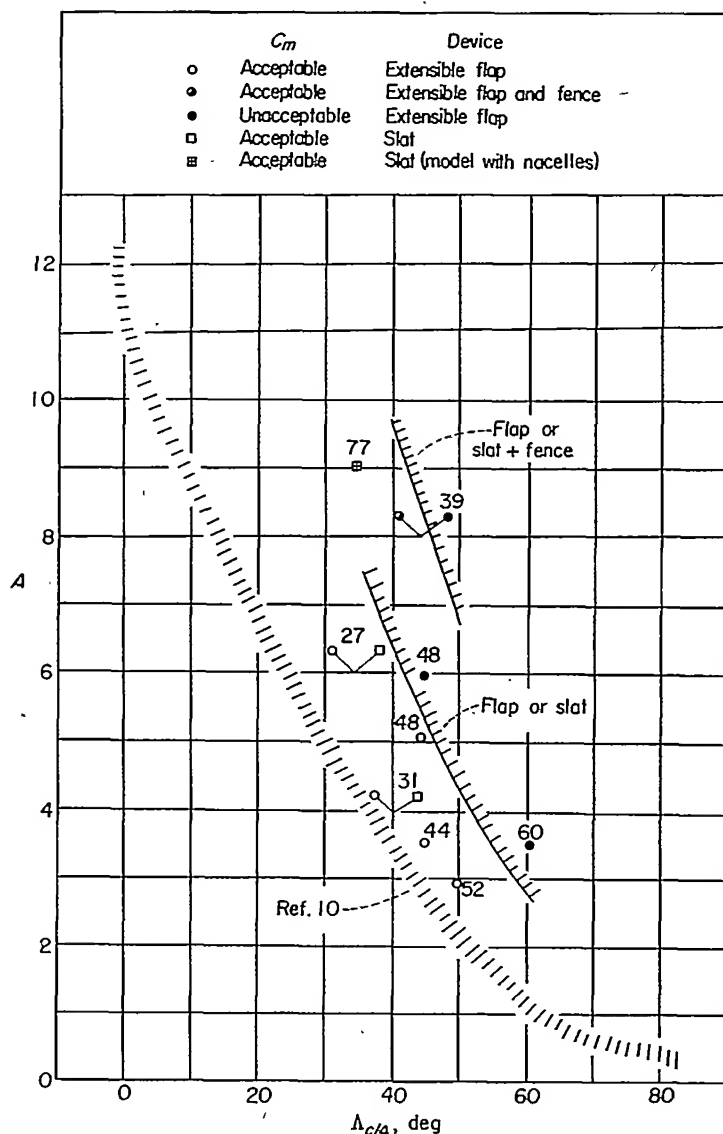 Cm Device
Acceptable Extensible flap
Acceptable Extensible flap and fence
Unacceptable Extensible flap
Acceptable Slat
Acceptable Slat (model with nacelles)
12
10
8
6
4
2
0
A
77
Flap or
slat + fence
39
27
48
48
Flap or slat
31
44
60
52
Ref. 10
0 20 40 60 80
Λc/4, deg